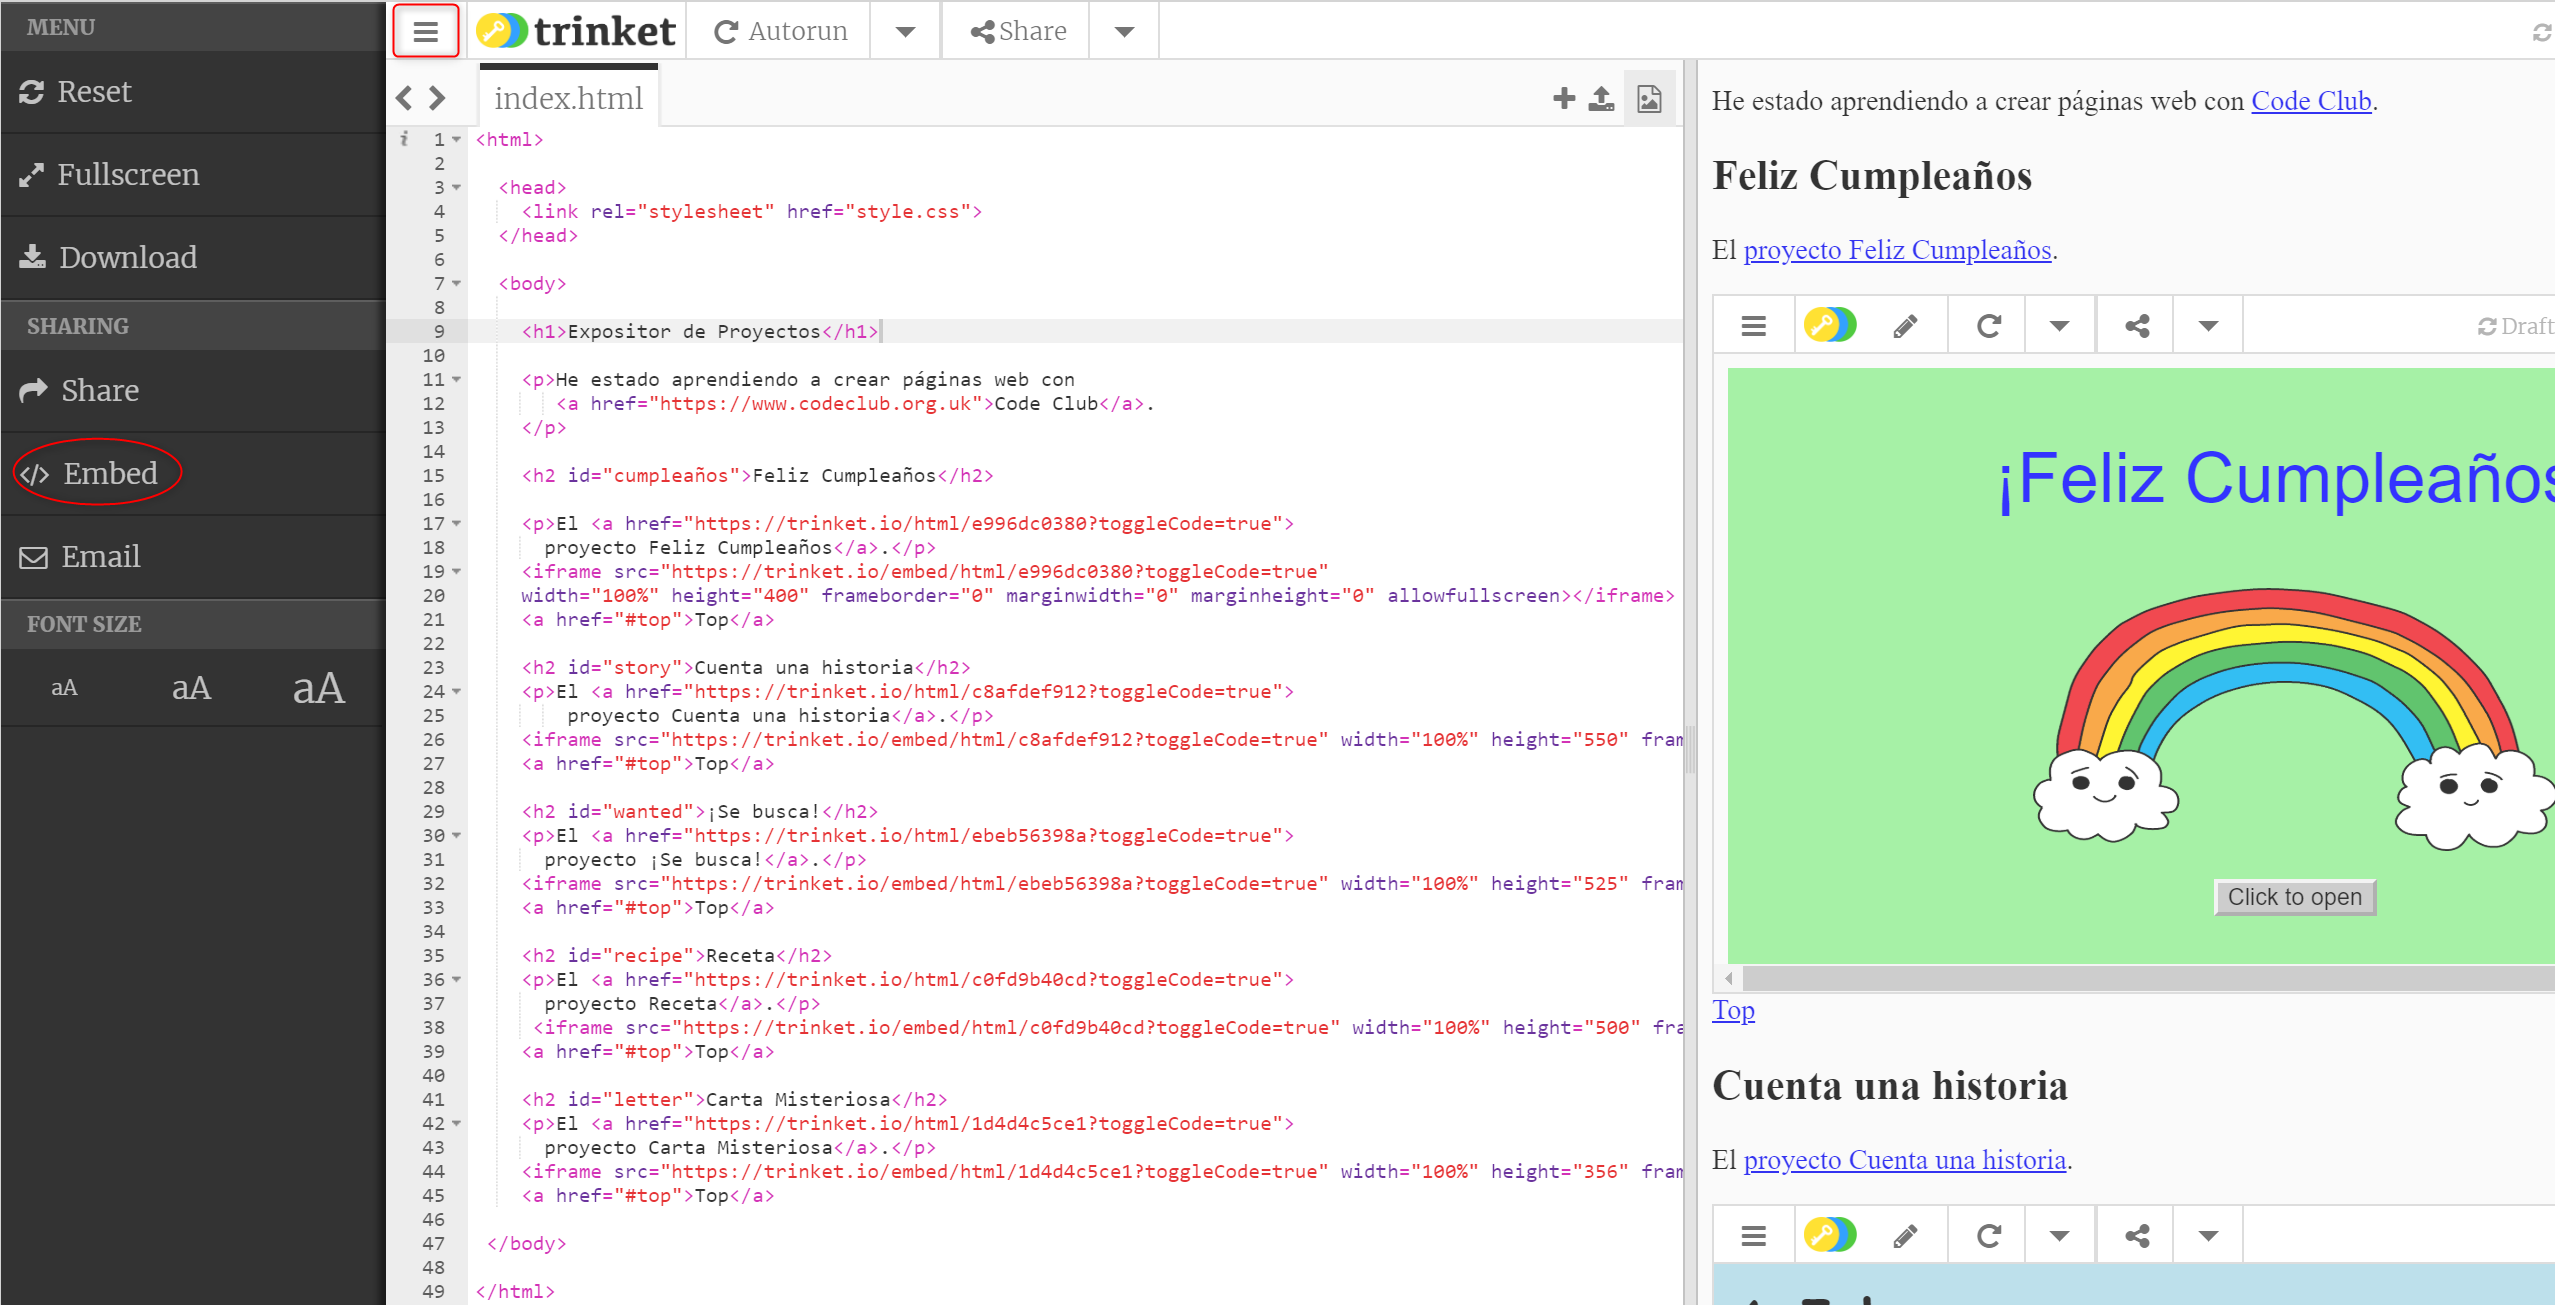 MENU
Reset
Fullscreen
Download
SHARING
Share
Embed
Email
FONT SIZE
aA aA aA
trinket Autorun Share
index.html
1 <html>
2
3 <head>
4 <link rel="stylesheet" href="style.css">
5 </head>
6
7 <body>
8
9 <h1>Expositor de Proyectos</h1>
10
11 <p>He estado aprendiendo a crear páginas web con
12 <a href="https://www.codeclub.org.uk">Code Club</a>.
13 </p>
14
15 <h2 id="cumpleaños">Feliz Cumpleaños</h2>
16
17 <p>El <a href="https://trinket.io/html/e996dc0380?toggleCode=true">
18 proyecto Feliz Cumpleaños</a>.</p>
19 <iframe src="https://trinket.io/embed/html/e996dc0380?toggleCode=true"
20 width="100%" height="400" frameborder="0" marginwidth="0" marginheight="0" allowfullscreen></iframe>
21 <a href="#top">Top</a>
22
23 <h2 id="story">Cuenta una historia</h2>
24 <p>El <a href="https://trinket.io/html/c8afdef912?toggleCode=true">
25 proyecto Cuenta una historia</a>.</p>
26 <iframe src="https://trinket.io/embed/html/c8afdef912?toggleCode=true" width="100%" height="550" fram
27 <a href="#top">Top</a>
28
29 <h2 id="wanted">¡Se busca!</h2>
30 <p>El <a href="https://trinket.io/html/ebeb56398a?toggleCode=true">
31 proyecto ¡Se busca!</a>.</p>
32 <iframe src="https://trinket.io/embed/html/ebeb56398a?toggleCode=true" width="100%" height="525" fram
33 <a href="#top">Top</a>
34
35 <h2 id="recipe">Receta</h2>
36 <p>El <a href="https://trinket.io/html/c0fd9b40cd?toggleCode=true">
37 proyecto Receta</a>.</p>
38 <iframe src="https://trinket.io/embed/html/c0fd9b40cd?toggleCode=true" width="100%" height="500" fra
39 <a href="#top">Top</a>
40
41 <h2 id="letter">Carta Misteriosa</h2>
42 <p>El <a href="https://trinket.io/html/1d4d4c5ce1?toggleCode=true">
43 proyecto Carta Misteriosa</a>.</p>
44 <iframe src="https://trinket.io/embed/html/1d4d4c5ce1?toggleCode=true" width="100%" height="356" fram
45 <a href="#top">Top</a>
46
47 </body>
48
49 </html>
He estado aprendiendo a crear páginas web con Code Club.
Feliz Cumpleaños
El proyecto Feliz Cumpleaños.
Draft
¡Feliz Cumpleaños
Click to open
Top
Cuenta una historia
El proyecto Cuenta una historia.